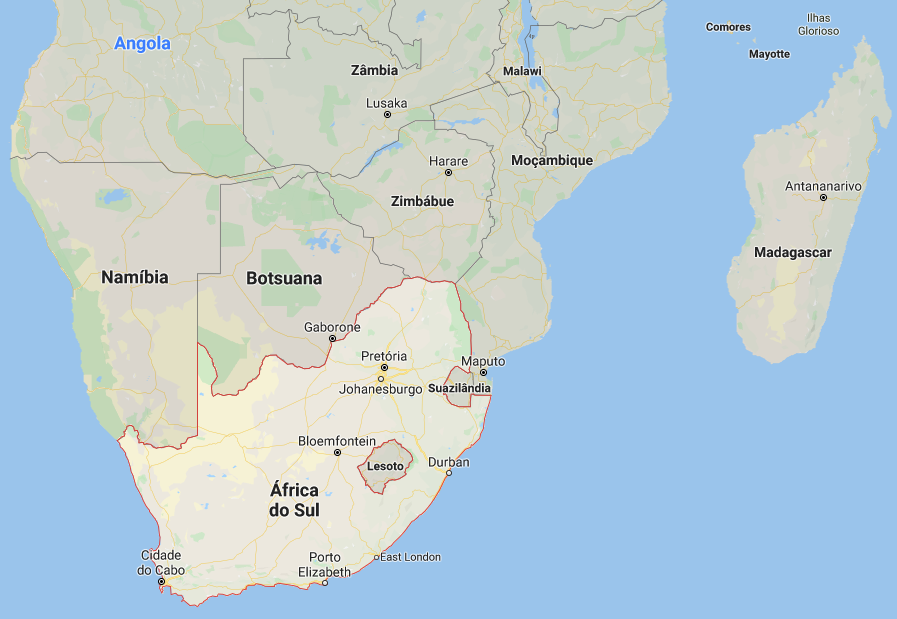 Comores
Ilhas
Glorioso
Angola
Mayotte
Zâmbia
Malawi
Lusaka
Harare
Moçambique
Antananarivo
Zimbábue
Madagascar
Namíbia
Botsuana
Gaborone
Pretória
Maputo
Johanesburgo
Suazilândia
Bloemfontein
Lesoto
Durban
África
do Sul
Cidade
do Cabo
Porto
Elizabeth
East London